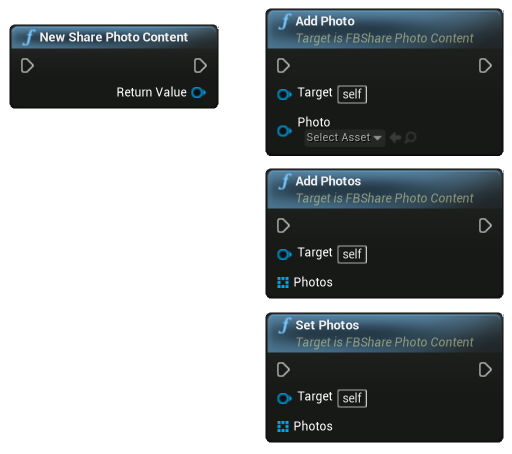 New Share Photo Content
Return Value
Add Photo
Target is FBShare Photo Content
Target self
Photo
Select Asset
Add Photos
Target is FBShare Photo Content
Target self
Photos
Set Photos
Target is FBShare Photo Content
Target self
Photos